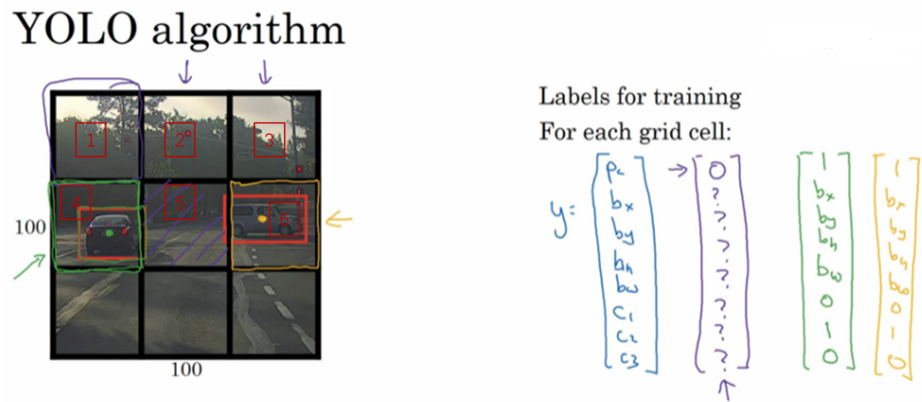 YOLO algorithm
1
2
3
4
5
6
100
100
Labels for training
For each grid cell:
y=
Pc
bx
by
bh
bw
C1
C2
C3
0
?
?
?
?
?
?
?
1
bx
by
bh
bw
0
1
0
1
bx
by
bh
bw
0
1
0